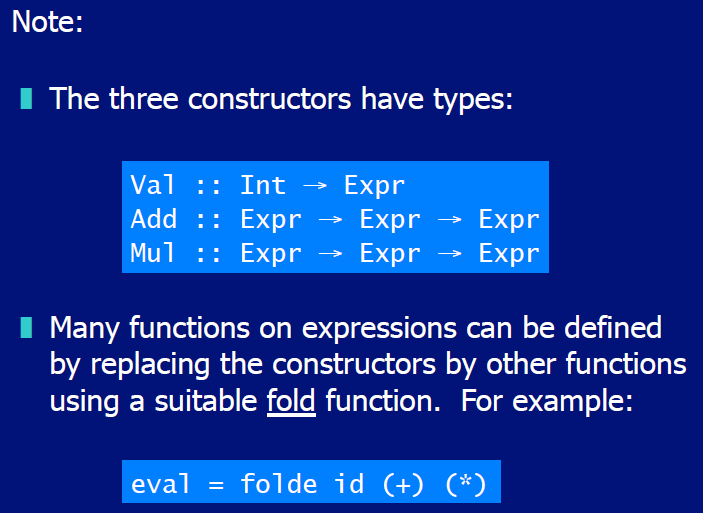 Note:
The three constructors have types:
Val :: Int → Expr
Add :: Expr → Expr → Expr
Mul :: Expr → Expr → Expr
Many functions on expressions can be defined
by replacing the constructors by other functions
using a suitable fold function. For example:
eval = folde id (+) (*)